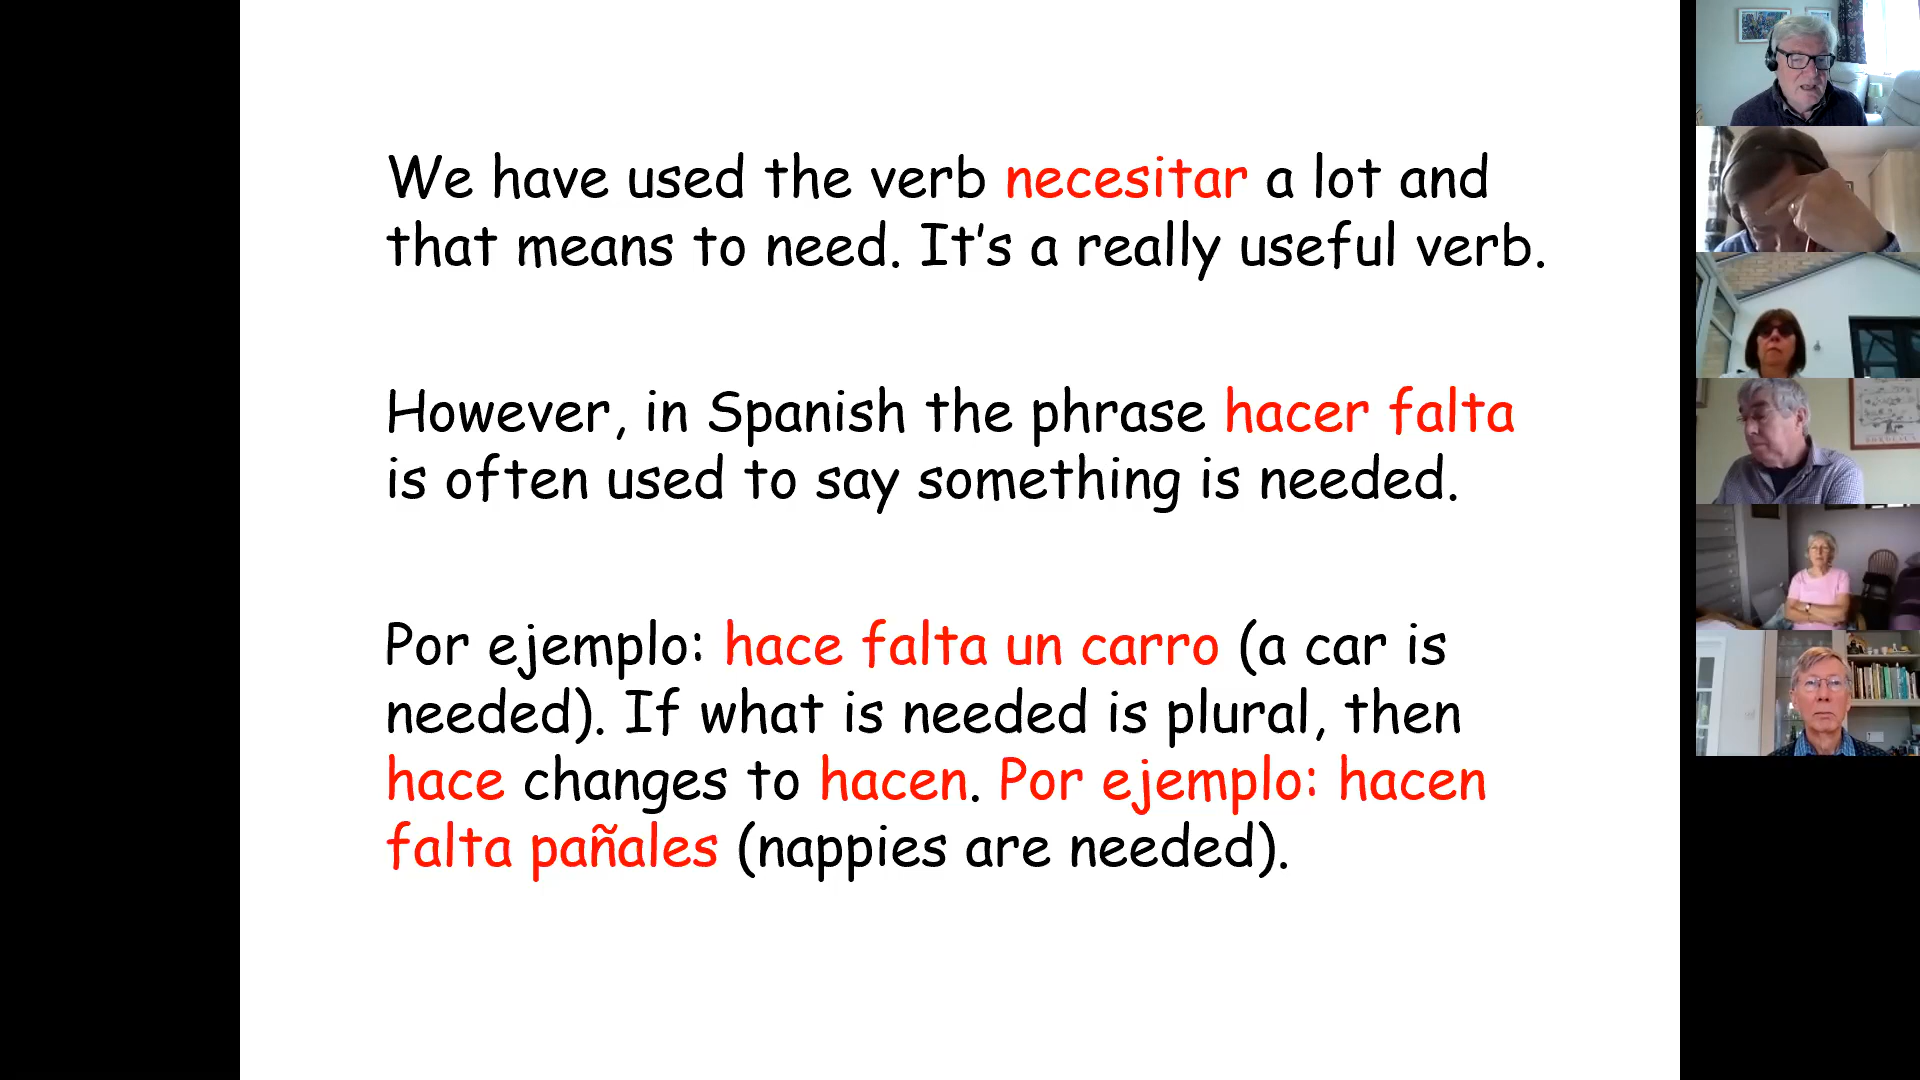 We have used the verb necesitar a lot and
that means to need. It's a really useful verb.
However, in Spanish the phrase hacer falta
is often used to say something is needed.
Por ejemplo: hace falta un carro (a car is
needed). If what is needed is plural, then
hace changes to hacen. Por ejemplo: hacen
falta pañales (nappies are needed).